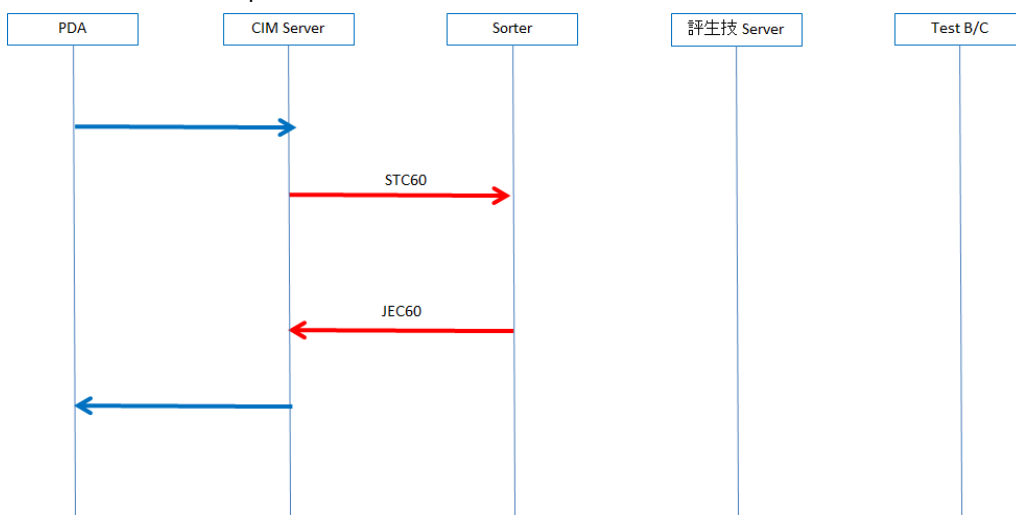 PDA
CIM Server
Sorter
評生技 Server
Test B/C
STC60
JEC60